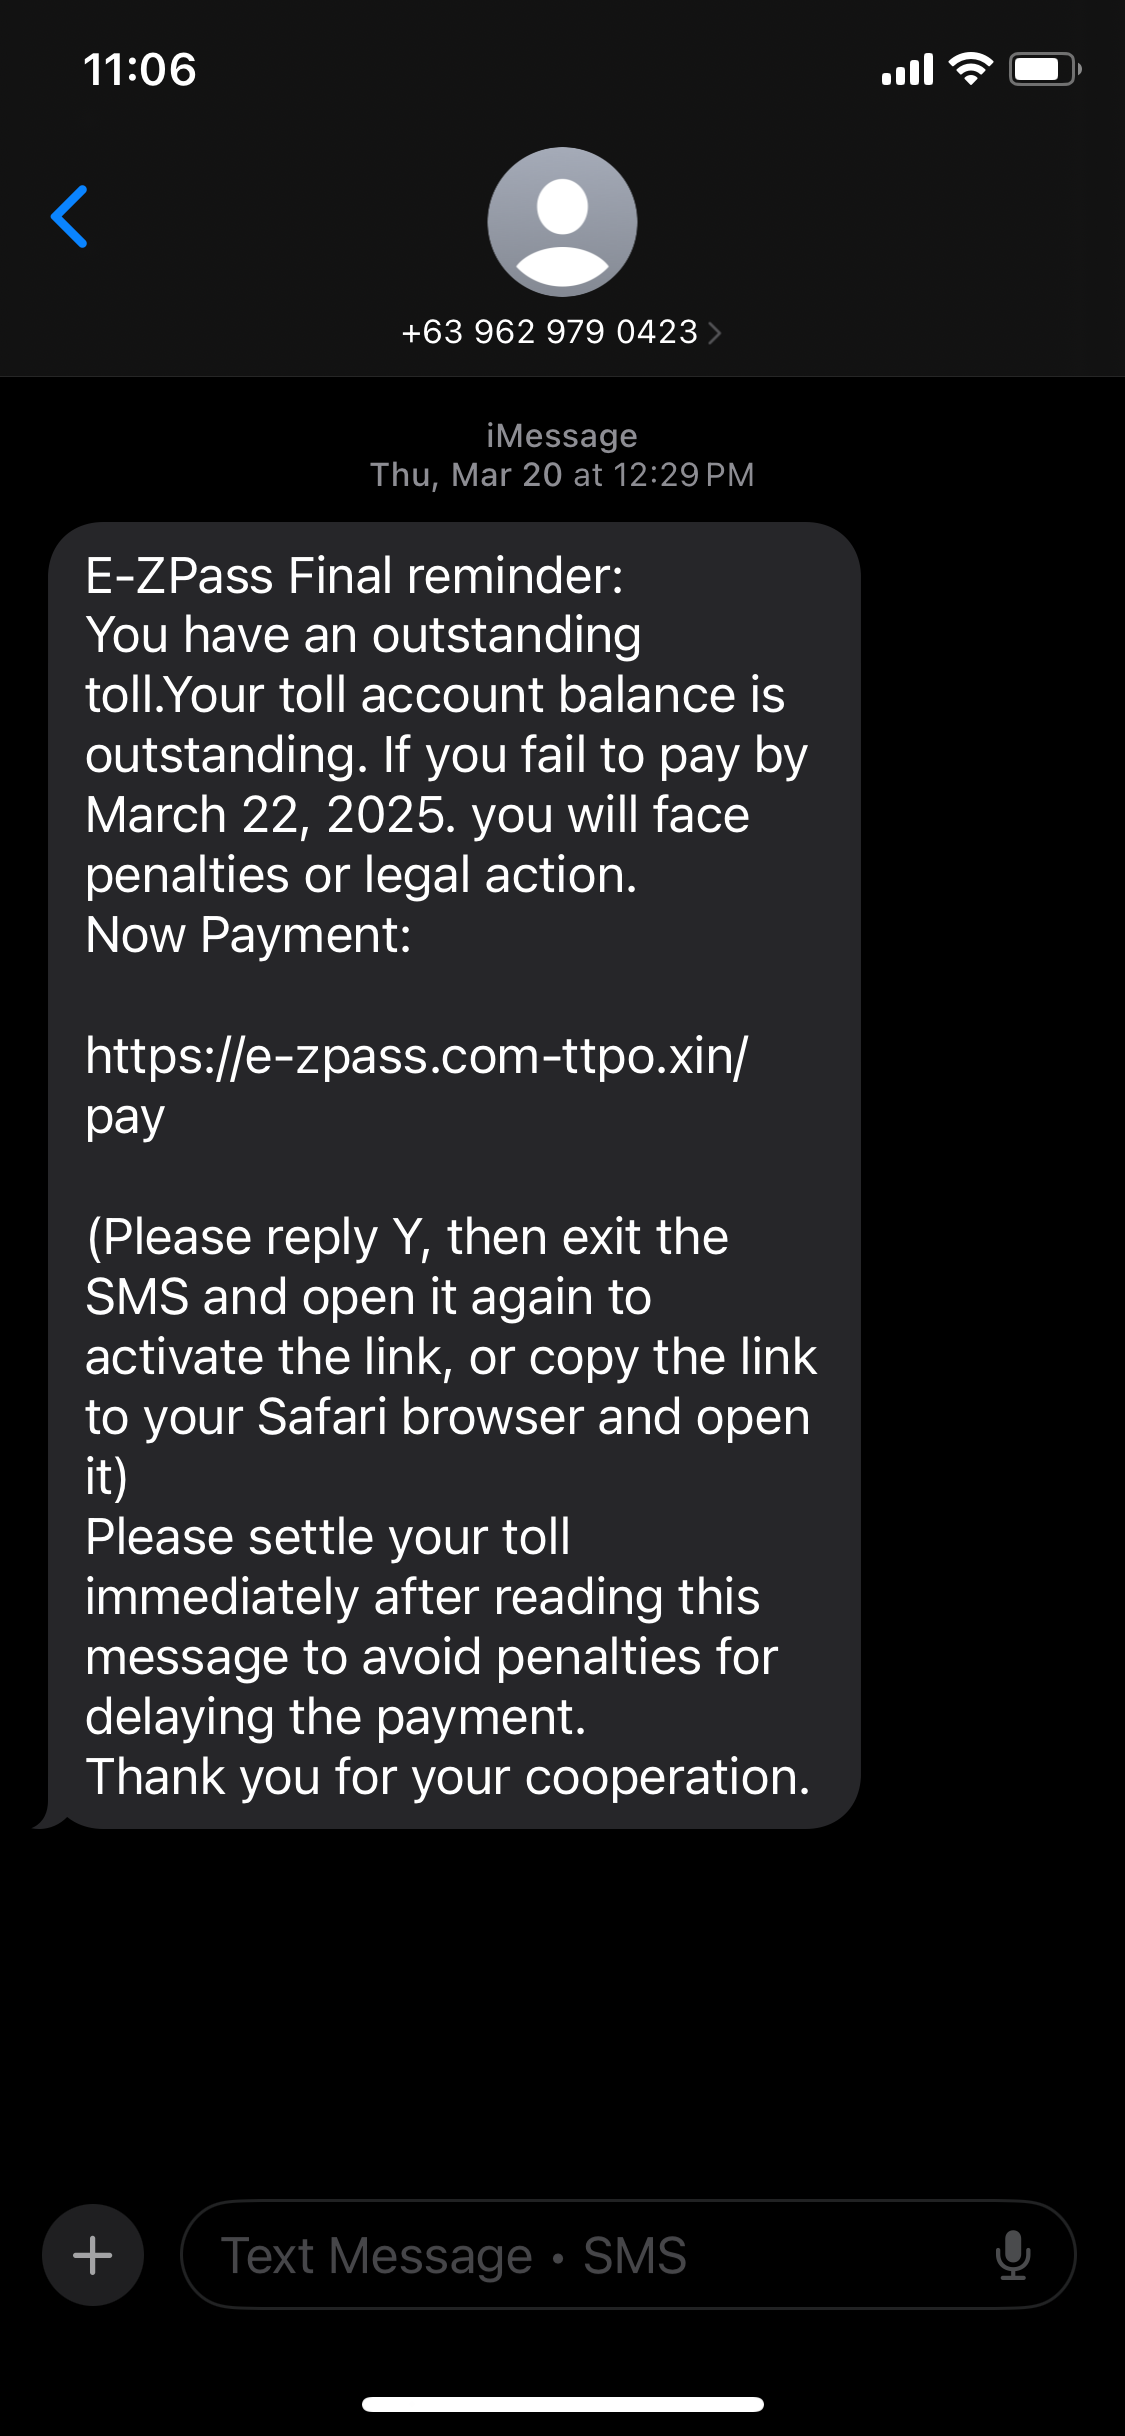 11:06
+63 962 979 0423
iMessage
Thu, Mar 20 at 12:29 PM
E-ZPass Final reminder:
You have an outstanding
toll.Your toll account balance is
outstanding. If you fail to pay by
March 22, 2025. you will face
penalties or legal action.
Now Payment:
https://e-zpass.com-ttpo.xin/
pay
(Please reply Y, then exit the
SMS and open it again to
activate the link, or copy the link
to your Safari browser and open
it)
Please settle your toll
immediately after reading this
message to avoid penalties for
delaying the payment.
Thank you for your cooperation.
Text Message • SMS